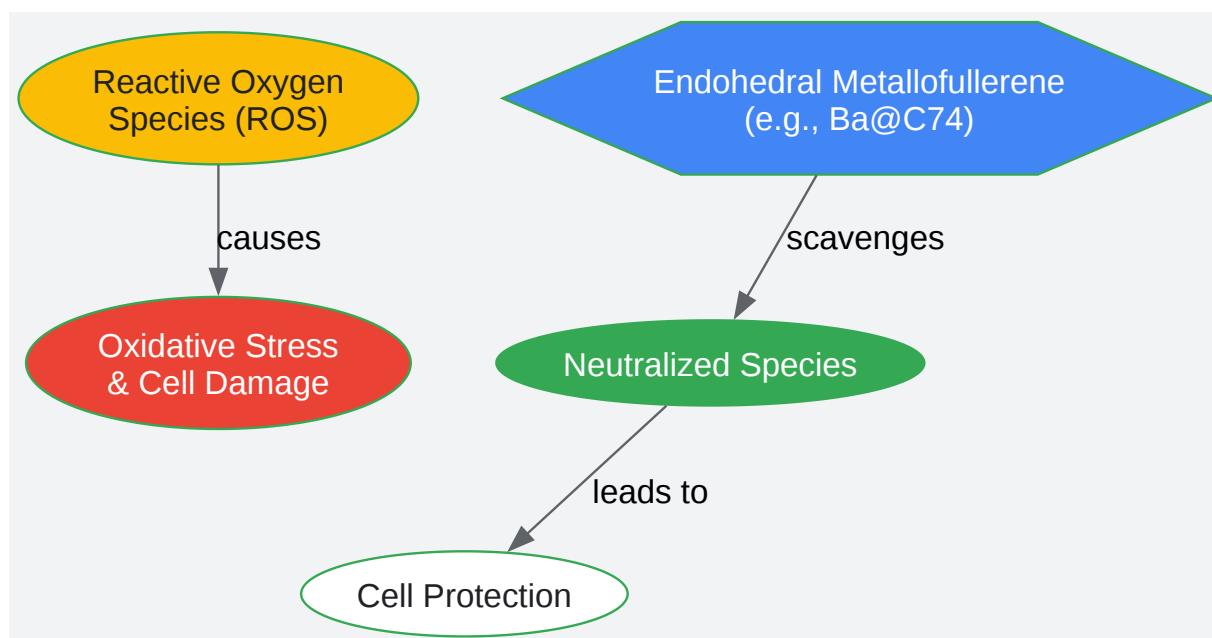 Reactive Oxygen
Species (ROS)
Endohedral Metallofullerene
(e.g., Ba@C74)
causes
scavenges
Oxidative Stress
& Cell Damage
Neutralized Species
leads to
Cell Protection